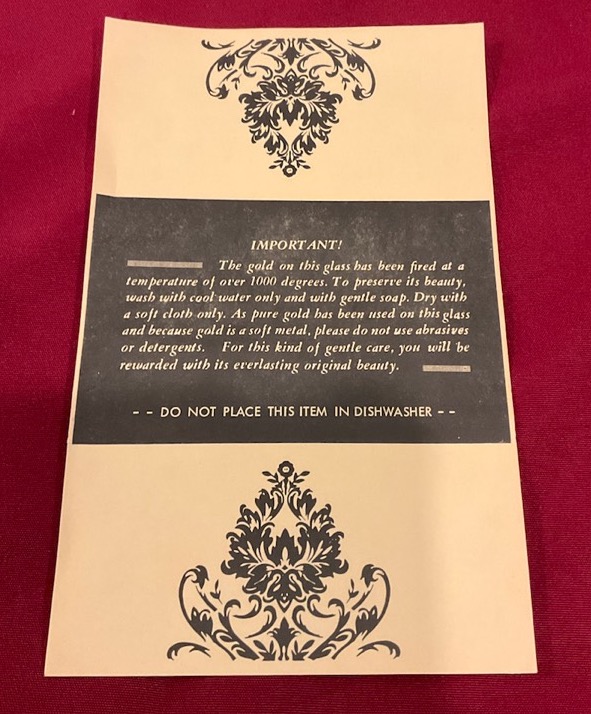 IMPORTANT!
The gold on this glass has been fired at a
temperature of over 1000 degrees. To preserve its beauty,
wash with cool water only and with gentle soap. Dry with
a soft cloth only. As pure gold has been used on this glass
and because gold is a soft metal, please do not use abrasives
or detergents. For this kind of gentle care, you will be
rewarded with its everlasting original beauty.
-- DO NOT PLACE THIS ITEM IN DISHWASHER --